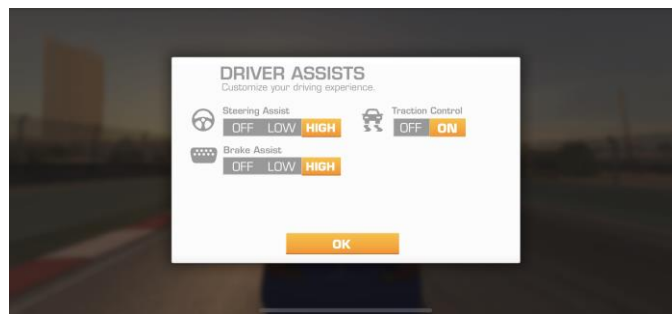 DRIVER ASSISTS
Customize your driving experience.
Steering Assist
OFF LOW HIGH
Traction Control
OFF ON
Brake Assist
OFF LOW HIGH
OK